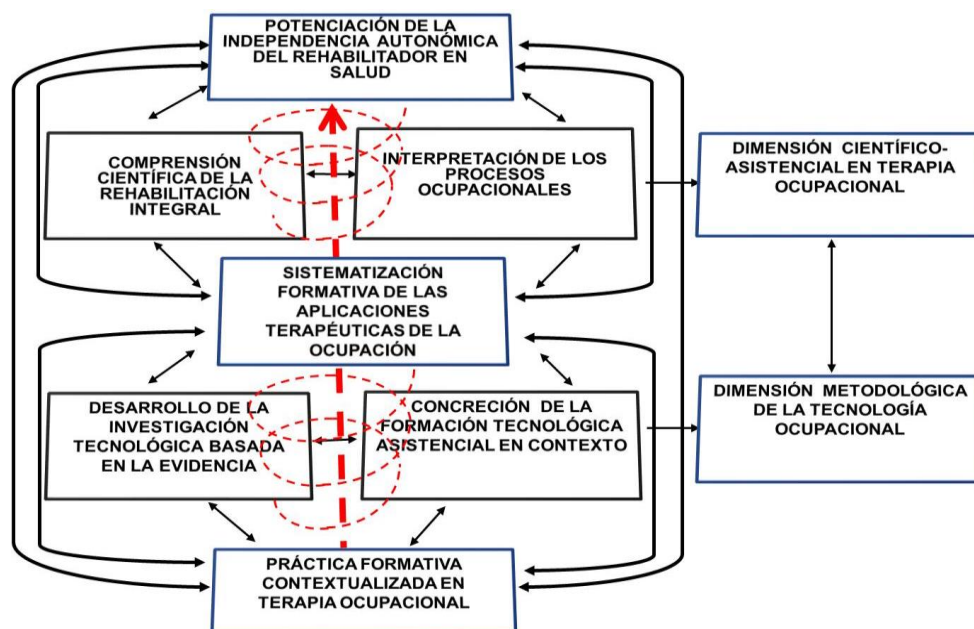 POTENCIACIÓN DE LA
INDEPENDENCIA AUTONÓMICA
DEL REHABILITADOR EN
SALUD
COMPRENSIÓN
CIENTÍFICA DE LA
REHABILITACIÓN
INTEGRAL
INTERPRETACIÓN DE LOS
PROCESOS
OCUPACIONALES
DIMENSIÓN CIENTÍFICO-
ASISTENCIAL EN TERAPIA
OCUPACIONAL
SISTEMATIZACIÓN
FORMATIVA DE LAS
APLICACIONES
TERAPÉUTICAS DE LA
OCUPACIÓN
DESARROLLO DE LA
INVESTIGACIÓN
TECNOLÓGICA BASADA
EN LA EVIDENCIA
CONCRECIÓN DE LA
FORMACIÓN TECNOLÓGICA
ASISTENCIAL EN CONTEXTO
DIMENSIÓN METODOLÓGICA
DE LA TECNOLOGÍA
OCUPACIONAL
PRÁCTICA FORMATIVA
CONTEXTUALIZADA EN
TERAPIA OCUPACIONAL